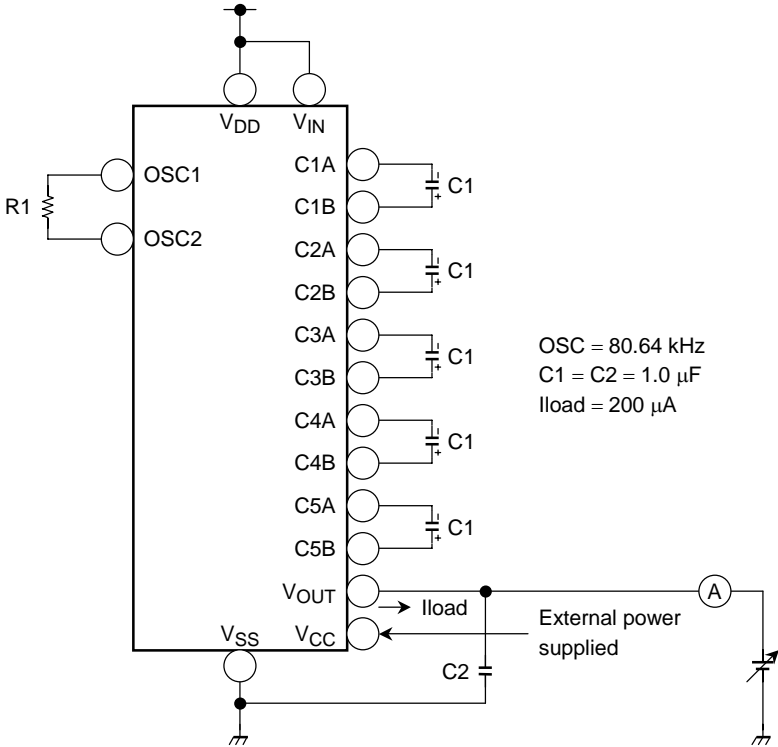 VDD
VIN
OSC1
OSC2
R1
C1A
C1B
C1
C2A
C2B
C1
C3A
C3B
C1
C4A
C4B
C1
C5A
C5B
C1
OSC = 80.64 kHz
C1 = C2 = 1.0 μF
Iload = 200 μA
VOUT
Iload
A
VSS
VCC
External power
supplied
C2